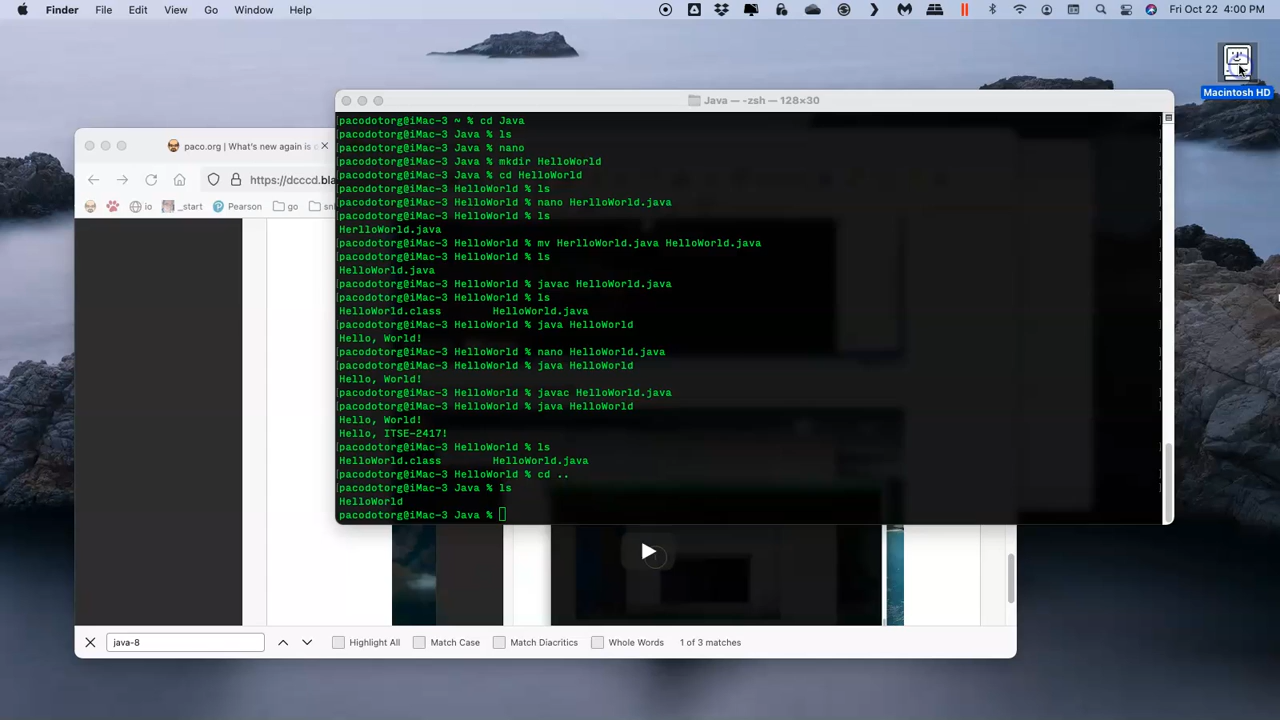 Finder File Edit View Go Window Help Fri Oct 22 4:00 PM
Macintosh HD
Java — -zsh — 128×30
pacodotorg@iMac-3 ~ % cd Java
pacodotorg@iMac-3 Java % ls
pacodotorg@iMac-3 Java % nano
pacodotorg@iMac-3 Java % mkdir HelloWorld
pacodotorg@iMac-3 Java % cd HelloWorld
pacodotorg@iMac-3 HelloWorld % ls
pacodotorg@iMac-3 HelloWorld % nano HerlloWorld.java
pacodotorg@iMac-3 HelloWorld % ls
HerlloWorld.java
pacodotorg@iMac-3 HelloWorld % mv HerlloWorld.java HelloWorld.java
pacodotorg@iMac-3 HelloWorld % ls
HelloWorld.java
pacodotorg@iMac-3 HelloWorld % javac HelloWorld.java
pacodotorg@iMac-3 HelloWorld % ls
HelloWorld.class HelloWorld.java
pacodotorg@iMac-3 HelloWorld % java HelloWorld
Hello, World!
pacodotorg@iMac-3 HelloWorld % nano HelloWorld.java
pacodotorg@iMac-3 HelloWorld % java HelloWorld
Hello, World!
pacodotorg@iMac-3 HelloWorld % javac HelloWorld.java
pacodotorg@iMac-3 HelloWorld % java HelloWorld
Hello, World!
Hello, ITSE-2417!
pacodotorg@iMac-3 HelloWorld % ls
HelloWorld.class HelloWorld.java
pacodotorg@iMac-3 HelloWorld % cd ..
pacodotorg@iMac-3 Java % ls
HelloWorld
pacodotorg@iMac-3 Java %
paco.org | What's new again is c
https://dcccd.bla
io _start Pearson go sni
java-8 Highlight All Match Case Match Diacritics Whole Words 1 of 3 matches